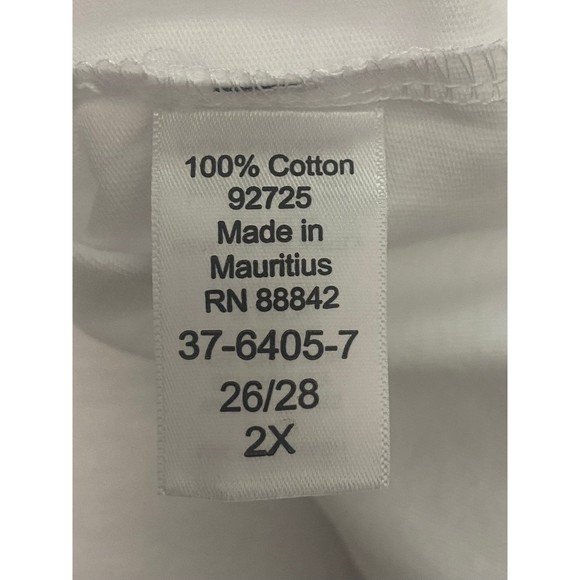 100% Cotton
92725
Made in
Mauritius
RN 88842
37-6405-7
26/28
2X